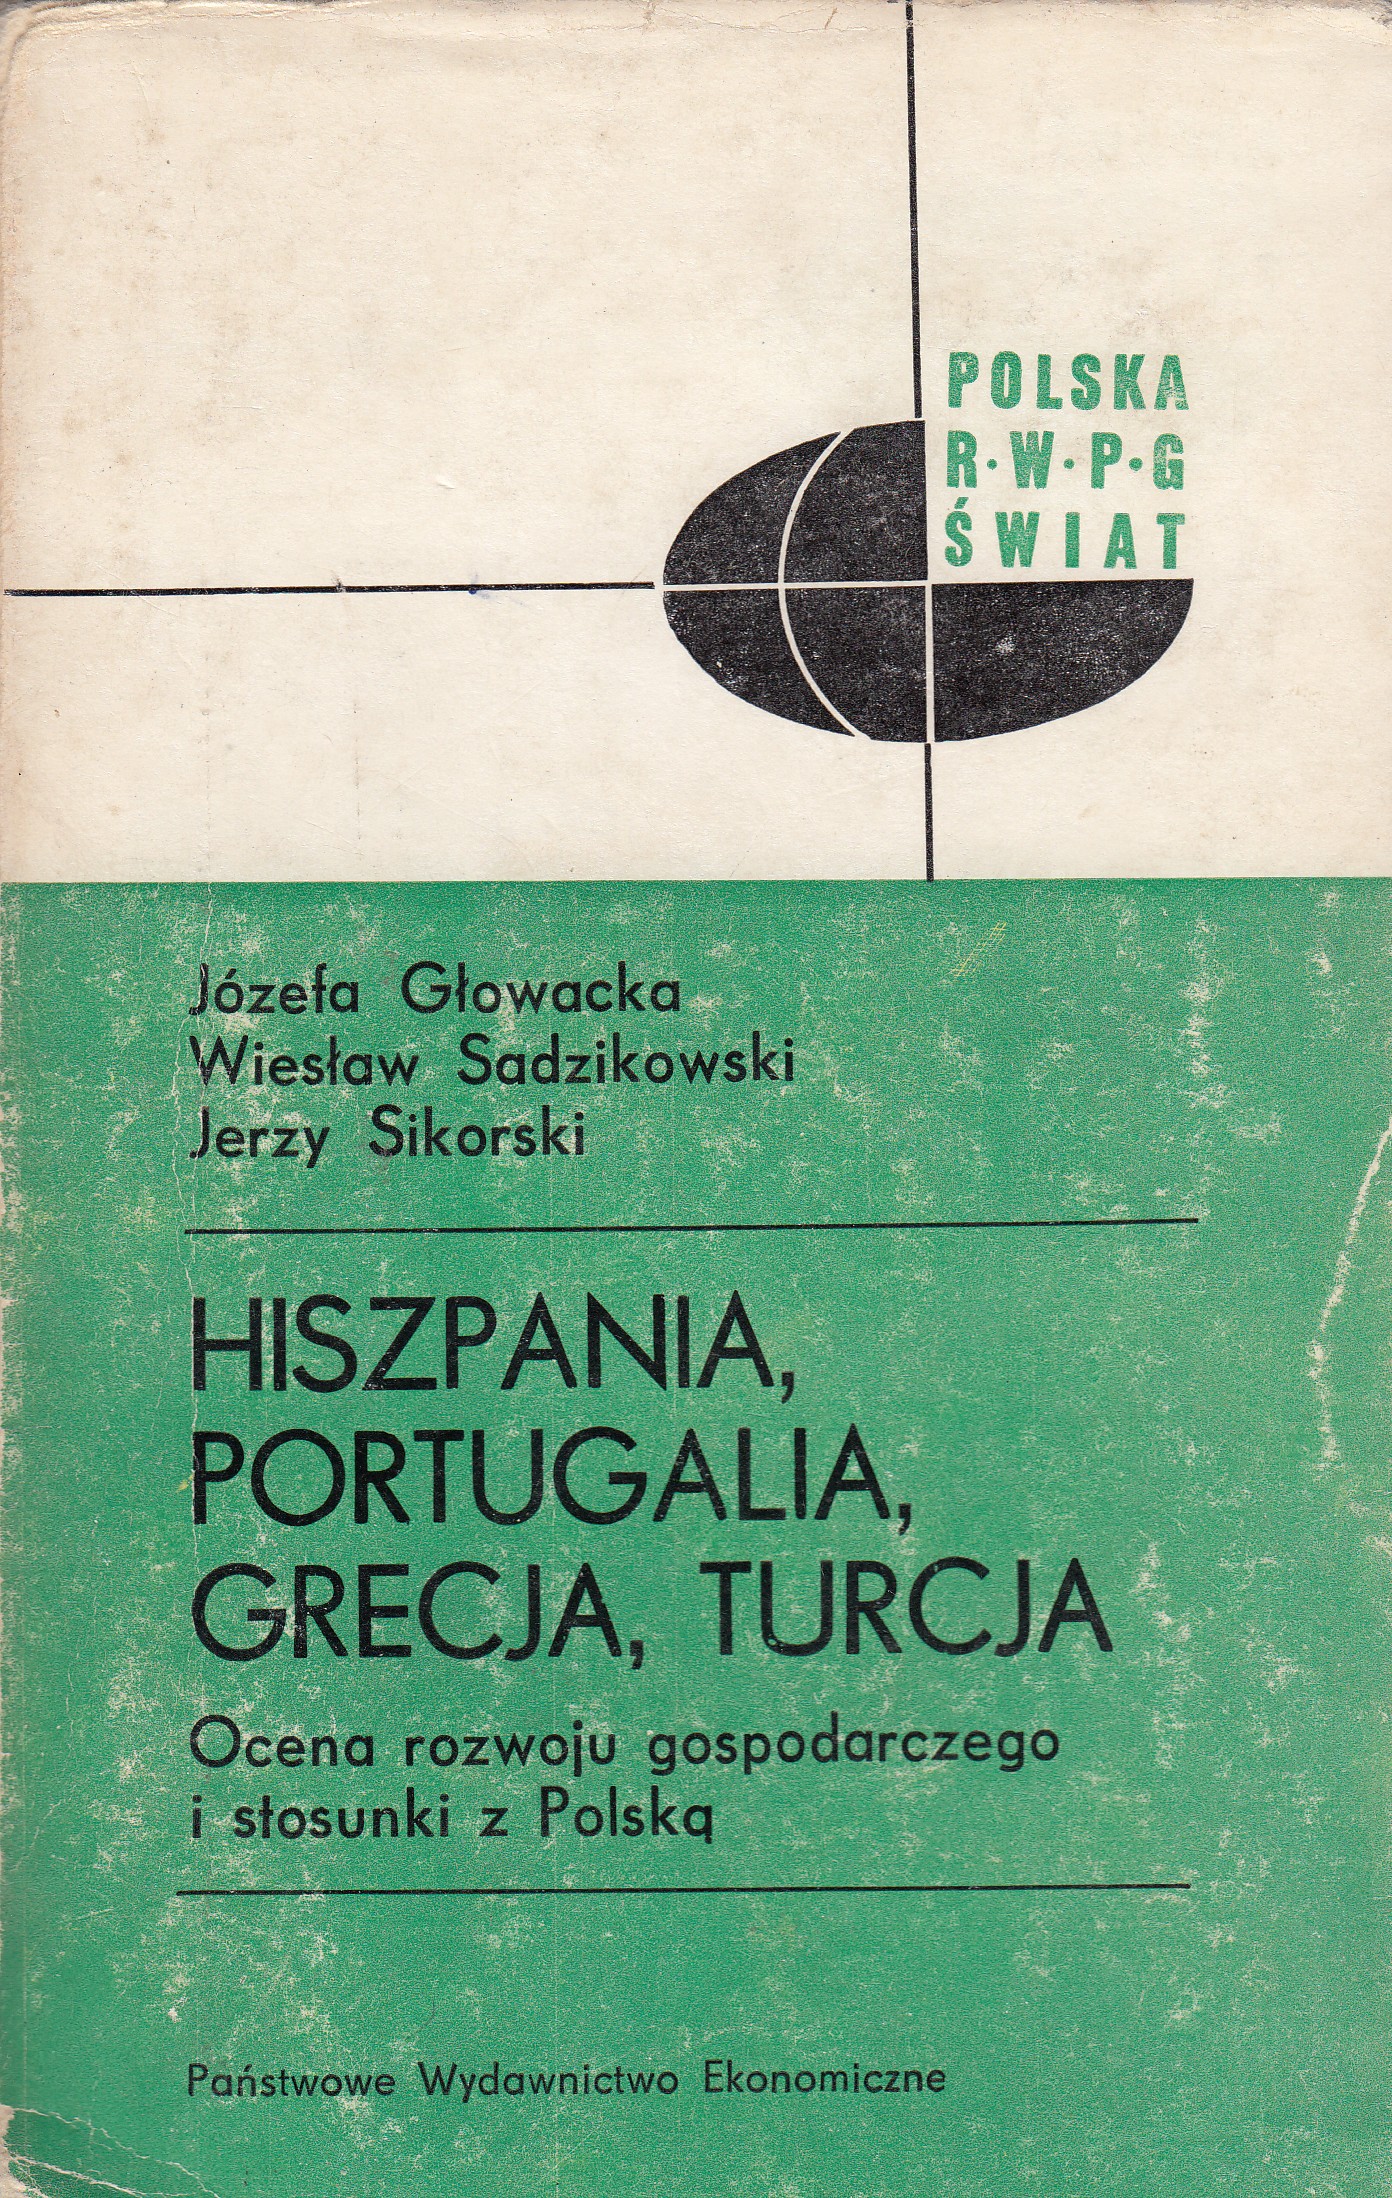 POLSKA
R·W·P·G
ŚWIAT
Józefa Głowacka
Wiesław Sadzikowski
Jerzy Sikorski
HISZPANIA,
PORTUGALIA,
GRECJA, TURCJA
Ocena rozwoju gospodarczego
i stosunki z Polską
Państwowe Wydawnictwo Ekonomiczne